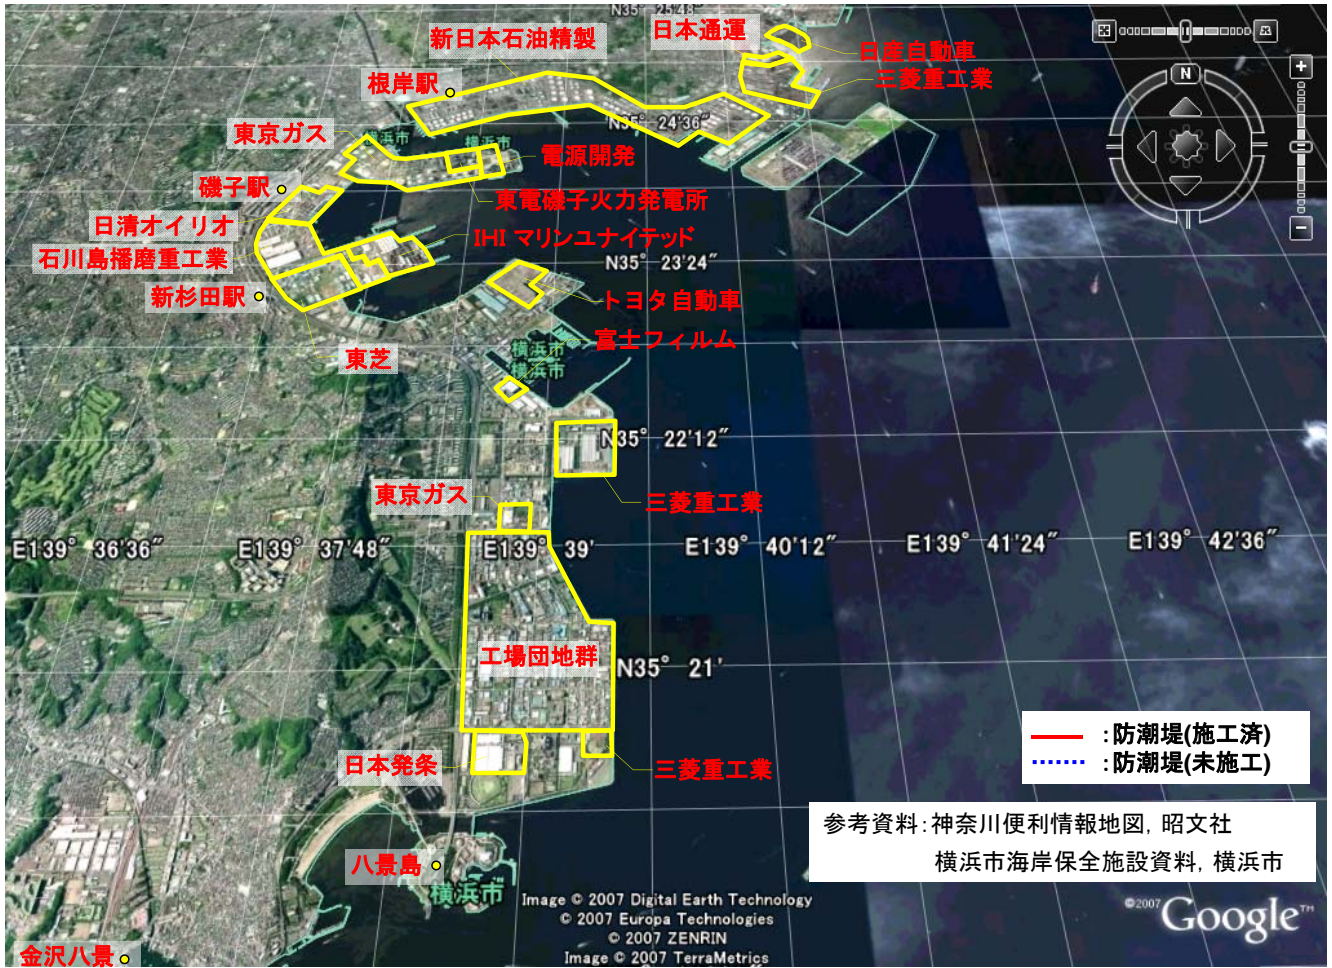 N35° 25'48"
日本通運
新日本石油精製
日産自動車
三菱重工業
根岸駅
N35° 24'36"
東京ガス
横浜市
横浜市
電源開発
磯子駅
東電磯子火力発電所
日清オイリオ
IHI マリンユナイテッド
石川島播磨重工業
N35° 23'24"
新杉田駅
トヨタ自動車
富士フィルム
横浜市
横浜市
東芝
N35° 22'12"
東京ガス
三菱重工業
E139° 36'36"
E139° 37'48"
E139° 39'
E139° 40'12"
E139° 41'24"
E139° 42'36"
工場団地群
N35° 21'
日本発条
三菱重工業
:防潮堤(施工済)
:防潮堤(未施工)
参考資料:神奈川便利情報地図, 昭文社
横浜市海岸保全施設資料, 横浜市
八景島
横浜市
金沢八景
Image © 2007 Digital Earth Technology
© 2007 Europa Technologies
© 2007 ZENRIN
Image © 2007 TerraMetrics
©2007 Google™
N
+
−